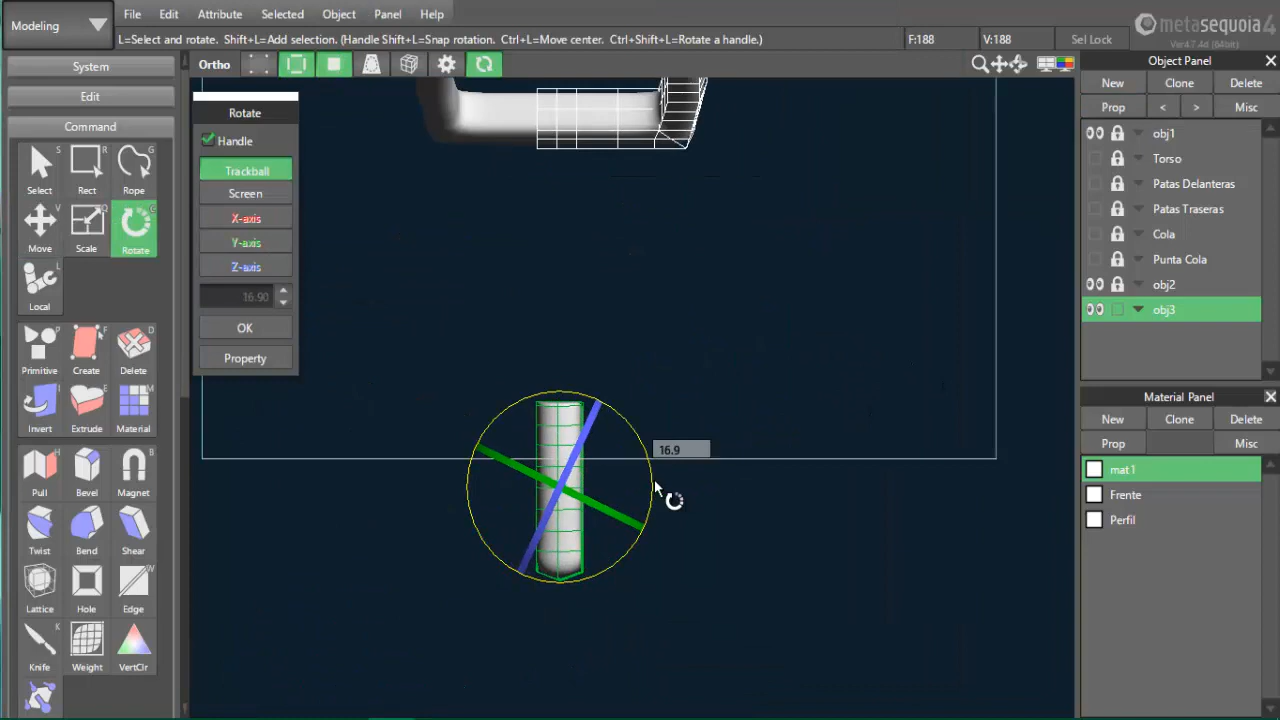 Modeling
File Edit Attribute Selected Object Panel Help
metasequoia 4
Ver4.7.4d (64bit)
L=Select and rotate. Shift+L=Add selection. (Handle Shift+L=Snap rotation. Ctrl+L=Move center. Ctrl+Shift+L=Rotate a handle.)
F:188 V:188 Sel Lock
Ortho
System
Edit
Command
S R G
Select Rect Rope
V Q
Move Scale Rotate
L
Local
P F D
Primitive Create Delete
I E M
Invert Extrude Material
B
Pull Bevel Magnet
Twist Bend Shear
W
Lattice Hole Edge
K
Knife Weight VertClr
Rotate
Handle
Trackball
Screen
X-axis
Y-axis
Z-axis
16.90
OK
Property
16.9
Object Panel
New Clone Delete
Prop < > Misc
obj1
Torso
Patas Delanteras
Patas Traseras
Cola
Punta Cola
obj2
obj3
Material Panel
New Clone Delete
Prop Misc
mat1
Frente
Perfil